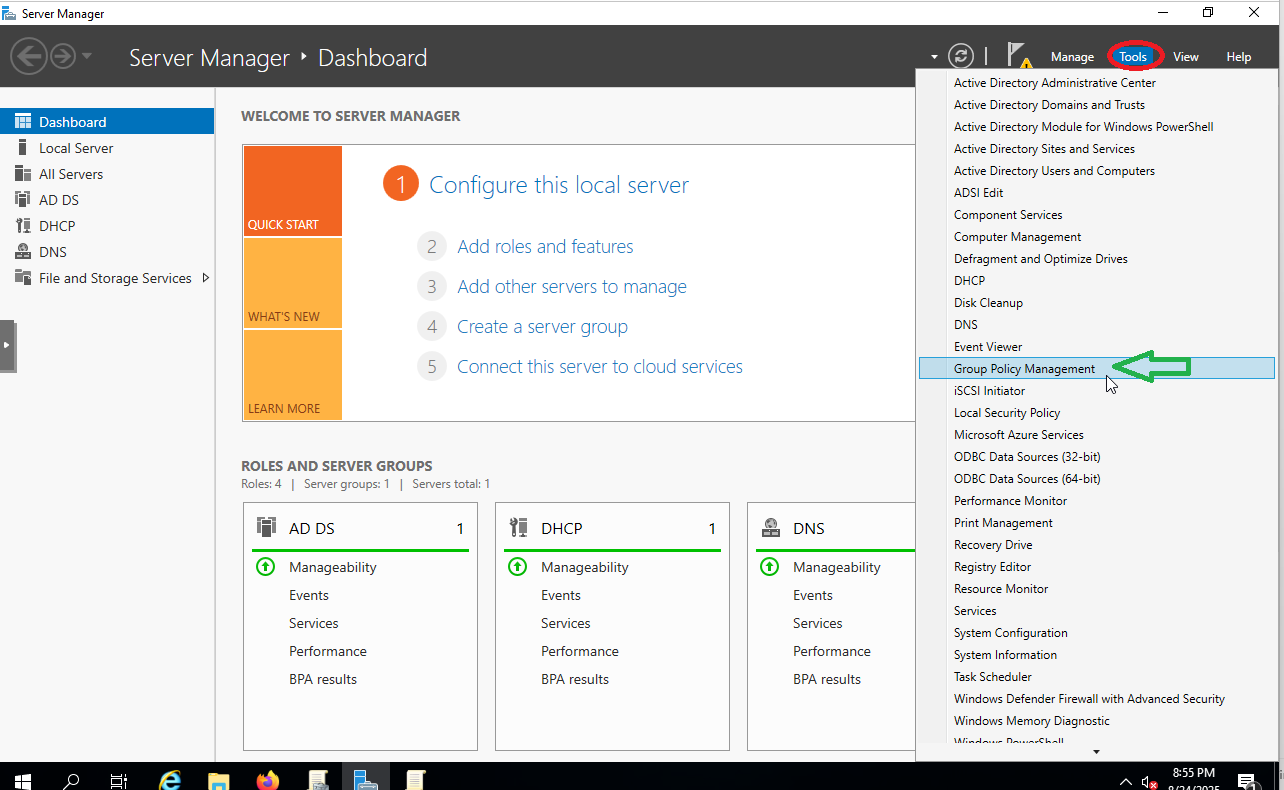 Server Manager
Server Manager ‣ Dashboard
Manage Tools View Help
Dashboard
Local Server
All Servers
AD DS
DHCP
DNS
File and Storage Services
WELCOME TO SERVER MANAGER
QUICK START
WHAT'S NEW
LEARN MORE
1 Configure this local server
2 Add roles and features
3 Add other servers to manage
4 Create a server group
5 Connect this server to cloud services
ROLES AND SERVER GROUPS
Roles: 4 | Server groups: 1 | Servers total: 1
AD DS 1
Manageability
Events
Services
Performance
BPA results
DHCP 1
Manageability
Events
Services
Performance
BPA results
DNS
Manageability
Events
Services
Performance
BPA results
Active Directory Administrative Center
Active Directory Domains and Trusts
Active Directory Module for Windows PowerShell
Active Directory Sites and Services
Active Directory Users and Computers
ADSI Edit
Component Services
Computer Management
Defragment and Optimize Drives
DHCP
Disk Cleanup
DNS
Event Viewer
Group Policy Management
iSCSI Initiator
Local Security Policy
Microsoft Azure Services
ODBC Data Sources (32-bit)
ODBC Data Sources (64-bit)
Performance Monitor
Print Management
Recovery Drive
Registry Editor
Resource Monitor
Services
System Configuration
System Information
Task Scheduler
Windows Defender Firewall with Advanced Security
Windows Memory Diagnostic
Windows PowerShell
8:55 PM
8/24/2025
1